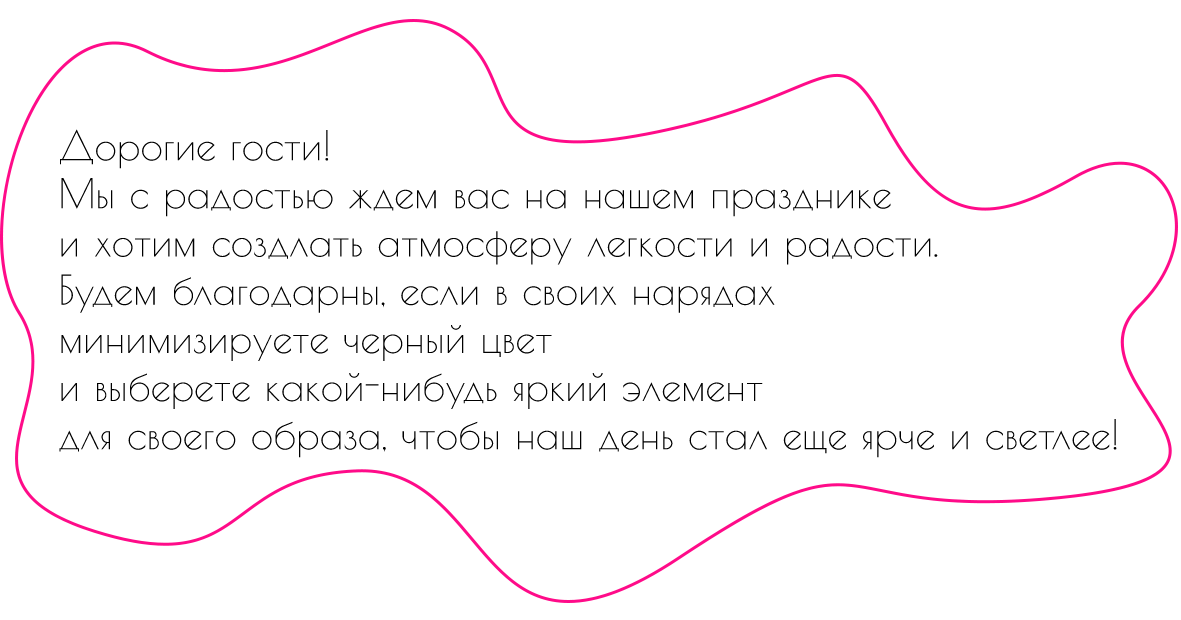 Дорогие гости!
Мы с радостью ждем вас на нашем празднике
и хотим создлать атмосферу легкости и радости.
Будем благодарны, если в своих нарядах
минимизируете черный цвет
и выберете какой-нибудь яркий элемент
для своего образа, чтобы наш день стал еще ярче и светлее!